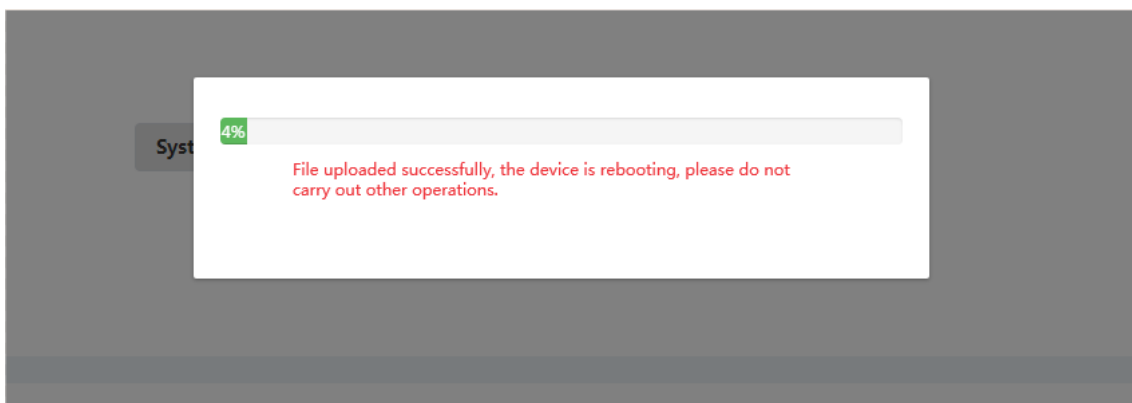 4%
Syst
File uploaded successfully, the device is rebooting, please do not
carry out other operations.